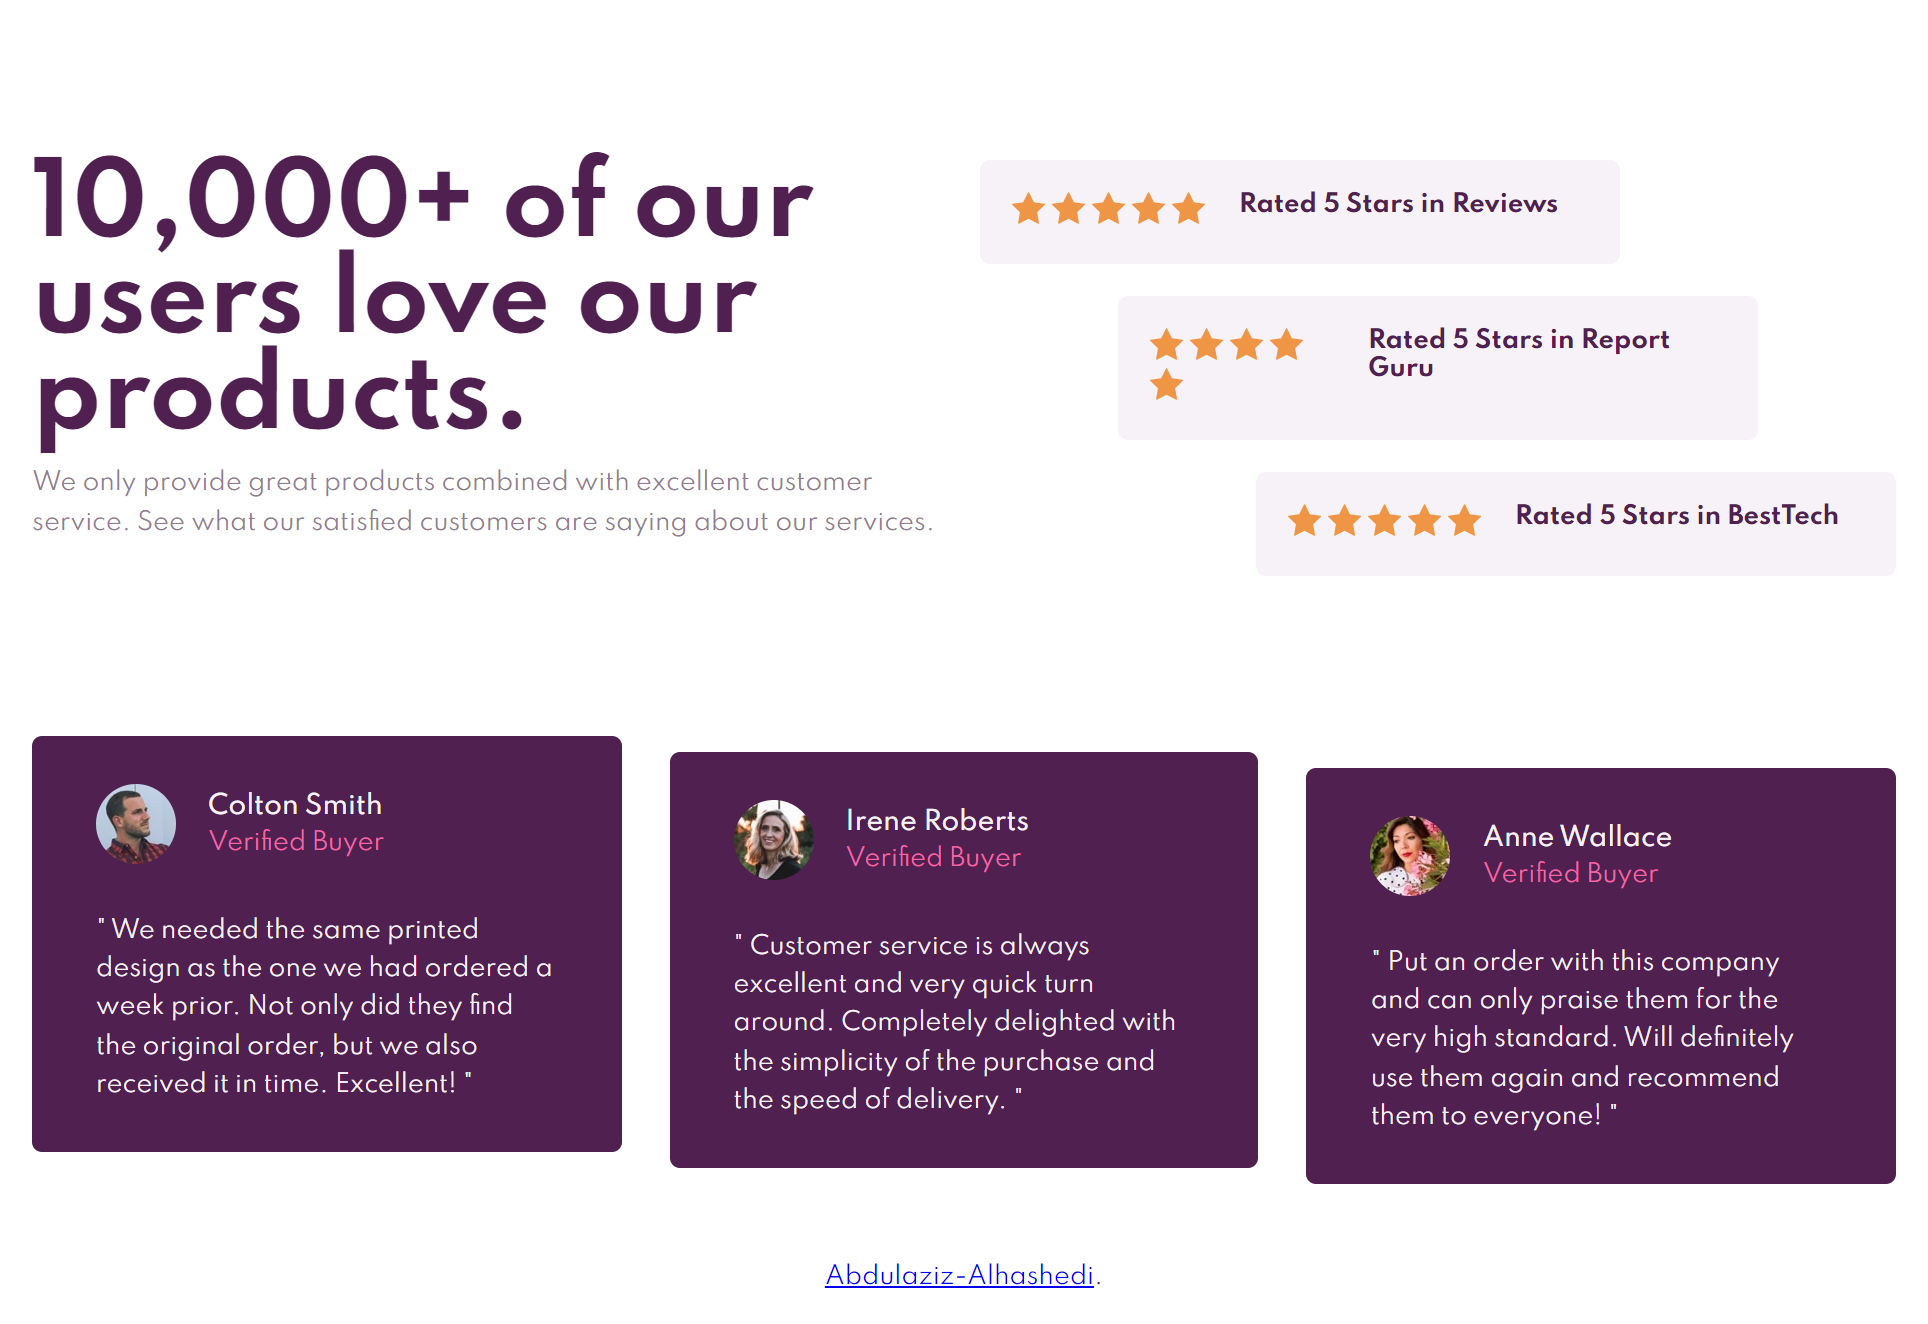 10,000+ of our
users love our
products.
We only provide great products combined with excellent customer
service. See what our satisfied customers are saying about our services.
Rated 5 Stars in Reviews
Rated 5 Stars in Report
Guru
Rated 5 Stars in BestTech
Colton Smith
Verified Buyer
" We needed the same printed
design as the one we had ordered a
week prior. Not only did they find
the original order, but we also
received it in time. Excellent! "
Irene Roberts
Verified Buyer
" Customer service is always
excellent and very quick turn
around. Completely delighted with
the simplicity of the purchase and
the speed of delivery. "
Anne Wallace
Verified Buyer
" Put an order with this company
and can only praise them for the
very high standard. Will definitely
use them again and recommend
them to everyone! "
Abdulaziz-Alhashedi.